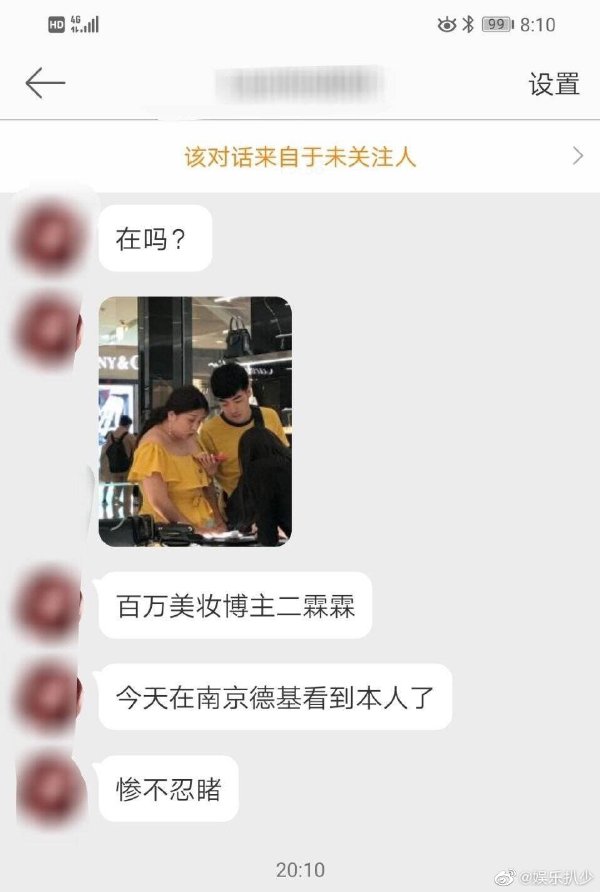 HD 4G 99 8:10
设置
该对话来自于未关注人
在吗？
NY&C
百万美妆博主二霖霖
今天在南京德基看到本人了
惨不忍睹
20:10
@娱乐扒少